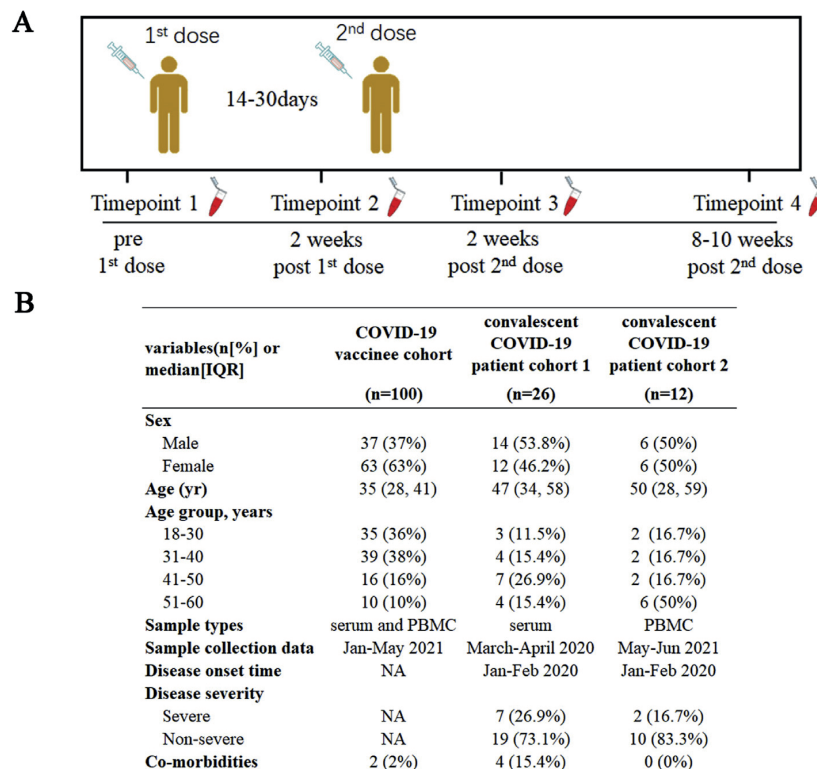 A
1st dose
2nd dose
14-30days
Timepoint 1
Timepoint 2
Timepoint 3
Timepoint 4
pre
1st dose
2 weeks
post 1st dose
2 weeks
post 2nd dose
8-10 weeks
post 2nd dose
B
variables(n[%] or
median[IQR]
COVID-19
vaccinee cohort
(n=100)
convalescent
COVID-19
patient cohort 1
(n=26)
convalescent
COVID-19
patient cohort 2
(n=12)
Sex
Male 37 (37%) 14 (53.8%) 6 (50%)
Female 63 (63%) 12 (46.2%) 6 (50%)
Age (yr) 35 (28, 41) 47 (34, 58) 50 (28, 59)
Age group, years
18-30 35 (36%) 3 (11.5%) 2 (16.7%)
31-40 39 (38%) 4 (15.4%) 2 (16.7%)
41-50 16 (16%) 7 (26.9%) 2 (16.7%)
51-60 10 (10%) 4 (15.4%) 6 (50%)
Sample types serum and PBMC serum PBMC
Sample collection data Jan-May 2021 March-April 2020 May-Jun 2021
Disease onset time NA Jan-Feb 2020 Jan-Feb 2020
Disease severity
Severe NA 7 (26.9%) 2 (16.7%)
Non-severe NA 19 (73.1%) 10 (83.3%)
Co-morbidities 2 (2%) 4 (15.4%) 0 (0%)